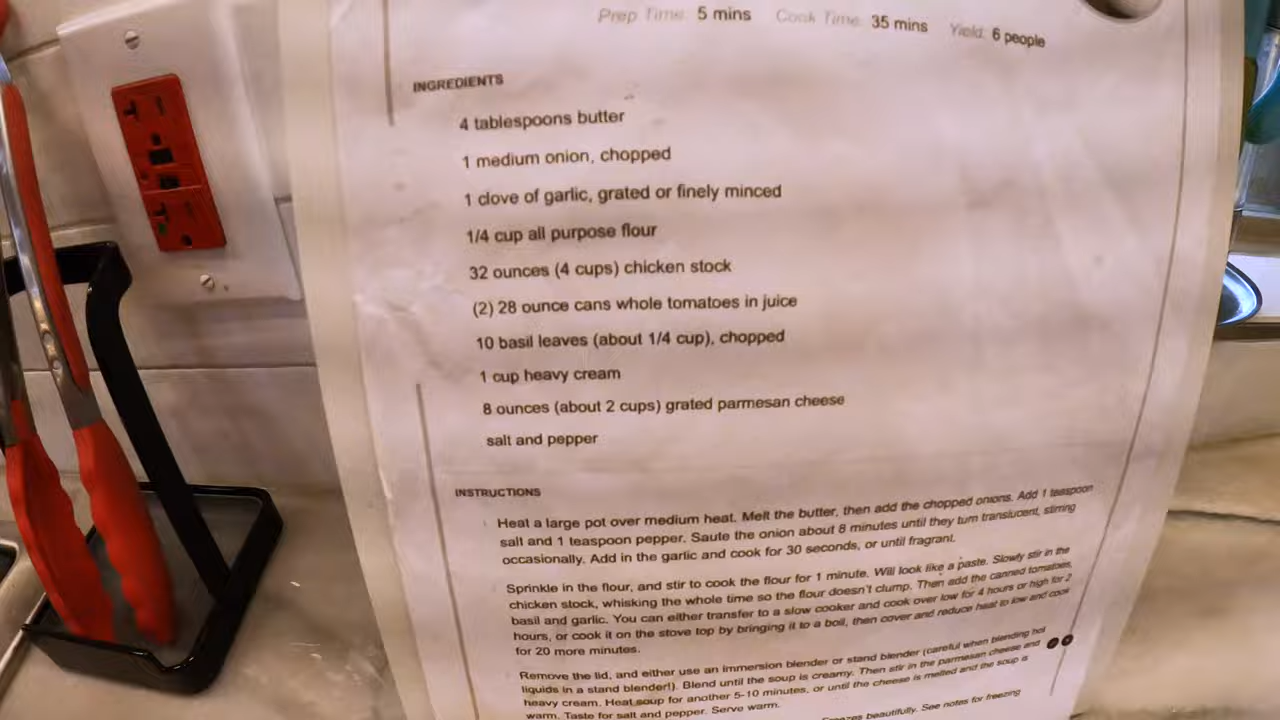 Prep Time: 5 mins Cook Time: 35 mins Yield: 6 people
INGREDIENTS
4 tablespoons butter
1 medium onion, chopped
1 clove of garlic, grated or finely minced
1/4 cup all purpose flour
32 ounces (4 cups) chicken stock
(2) 28 ounce cans whole tomatoes in juice
10 basil leaves (about 1/4 cup), chopped
1 cup heavy cream
8 ounces (about 2 cups) grated parmesan cheese
salt and pepper
INSTRUCTIONS
Heat a large pot over medium heat. Melt the butter, then add the chopped onions. Add 1 teaspoon
salt and 1 teaspoon pepper. Saute the onion about 8 minutes until they turn translucent, stirring
occasionally. Add in the garlic and cook for 30 seconds, or until fragrant.
Sprinkle in the flour, and stir to cook the flour for 1 minute. Will look like a paste. Slowly stir in the
chicken stock, whisking the whole time so the flour doesn't clump. Then add the canned tomatoes,
basil and garlic. You can either transfer to a slow cooker and cook over low for 4 hours or high for 2
hours, or cook it on the stove top by bringing it to a boil, then cover and reduce heat to low and cook
for 20 more minutes.
Remove the lid, and either use an immersion blender or stand blender (careful when blending hot
liquids in a stand blender!). Blend until the soup is creamy. Then stir in the parmesan cheese and
heavy cream. Heat soup for another 5-10 minutes, or until the cheese is melted and the soup is
warm. Taste for salt and pepper. Serve warm.
beautifully. See notes for freezing